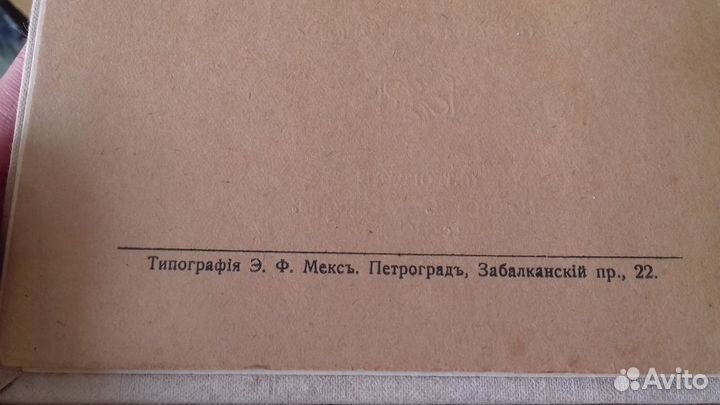 Типографія Э. Ф. Мексъ. Петроградъ, Забалканскій пр., 22.
Avito